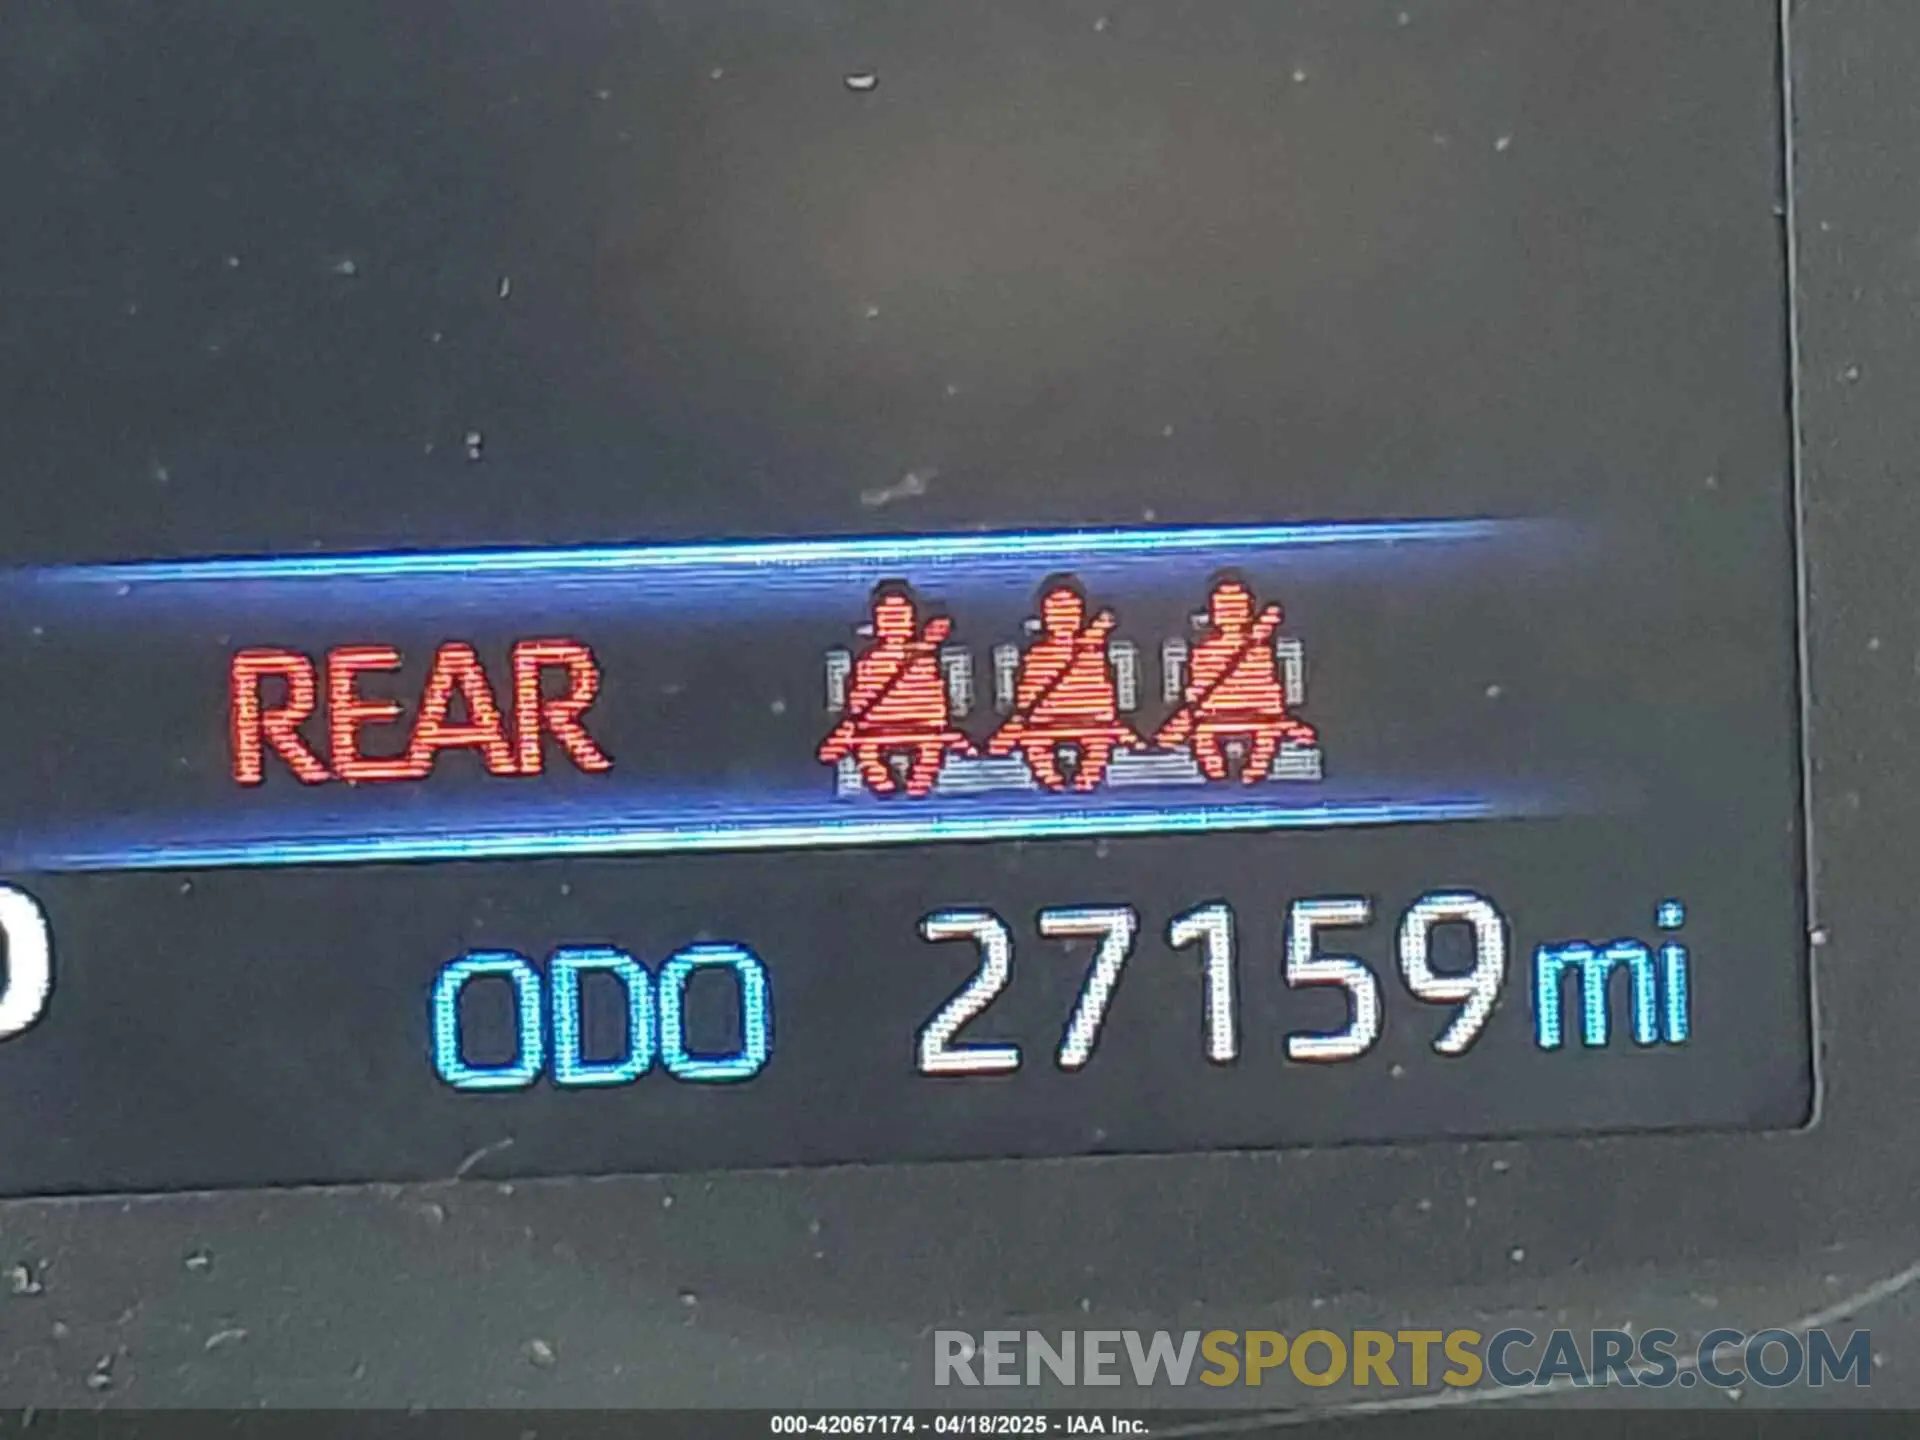 REAR
ODO 27159 mi
RENEWSPORTSCARS.COM
000-42067174 - 04/18/2025 - IAA Inc.